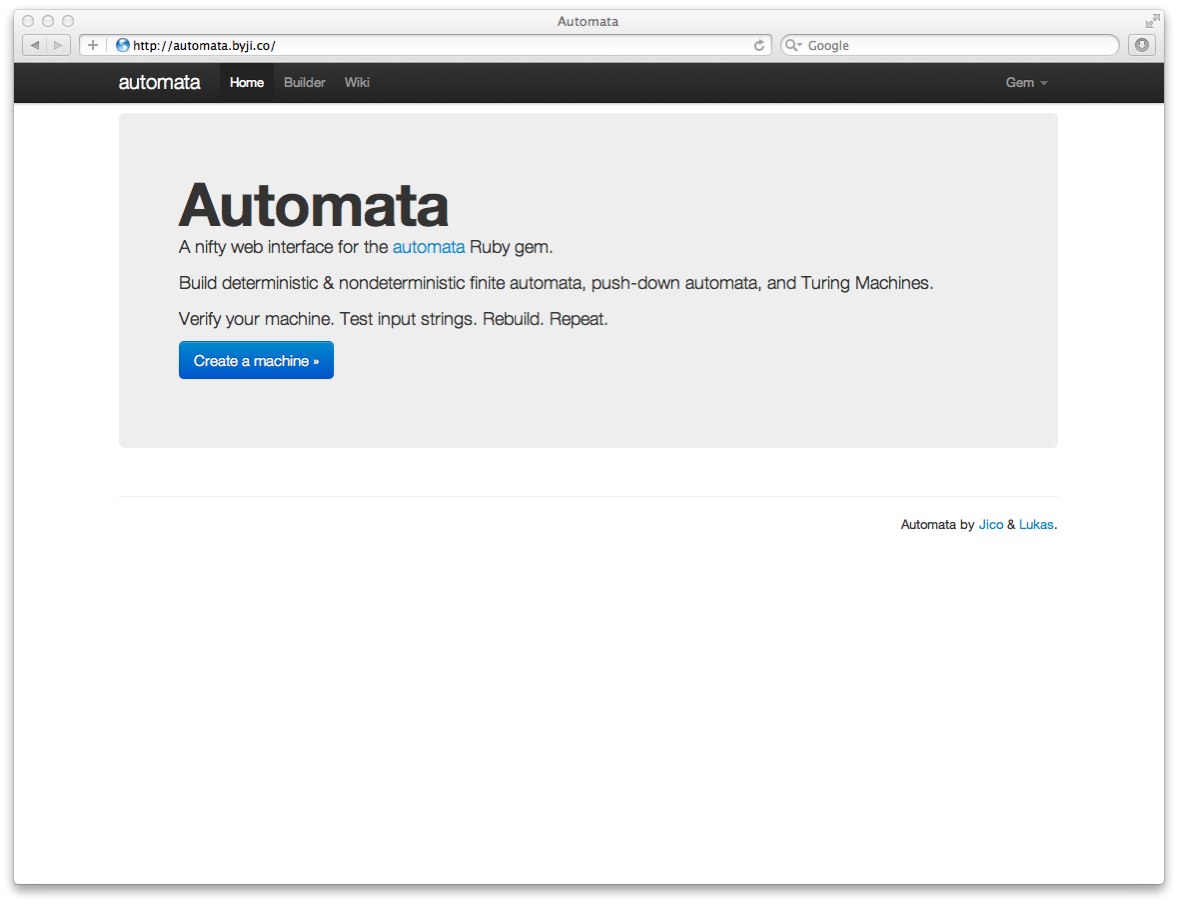 Automata
http://automata.byji.co/
Google
automata Home Builder Wiki Gem
Automata
A nifty web interface for the automata Ruby gem.
Build deterministic & nondeterministic finite automata, push-down automata, and Turing Machines.
Verify your machine. Test input strings. Rebuild. Repeat.
Create a machine »
Automata by Jico & Lukas.